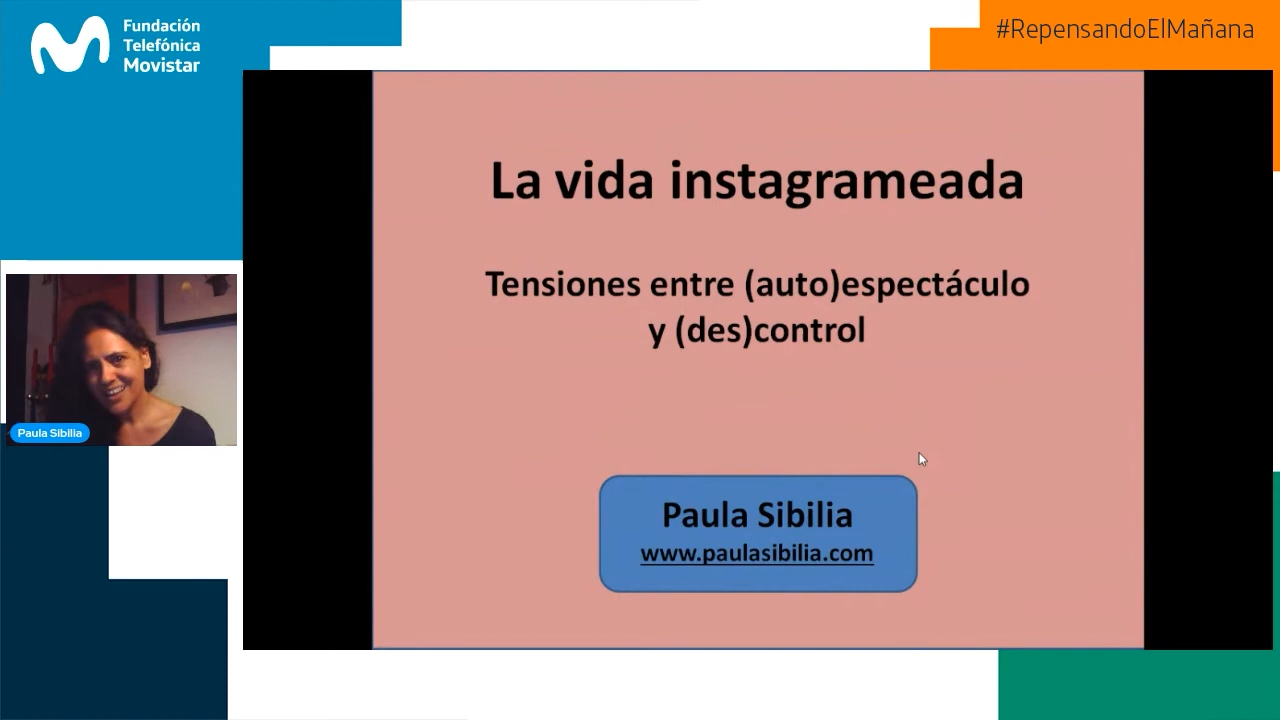 Fundación
Telefónica
Movistar
#RepensandoElMañana
La vida instagrameada
Tensiones entre (auto)espectáculo
y (des)control
Paula Sibilia
Paula Sibilia
www.paulasibilia.com